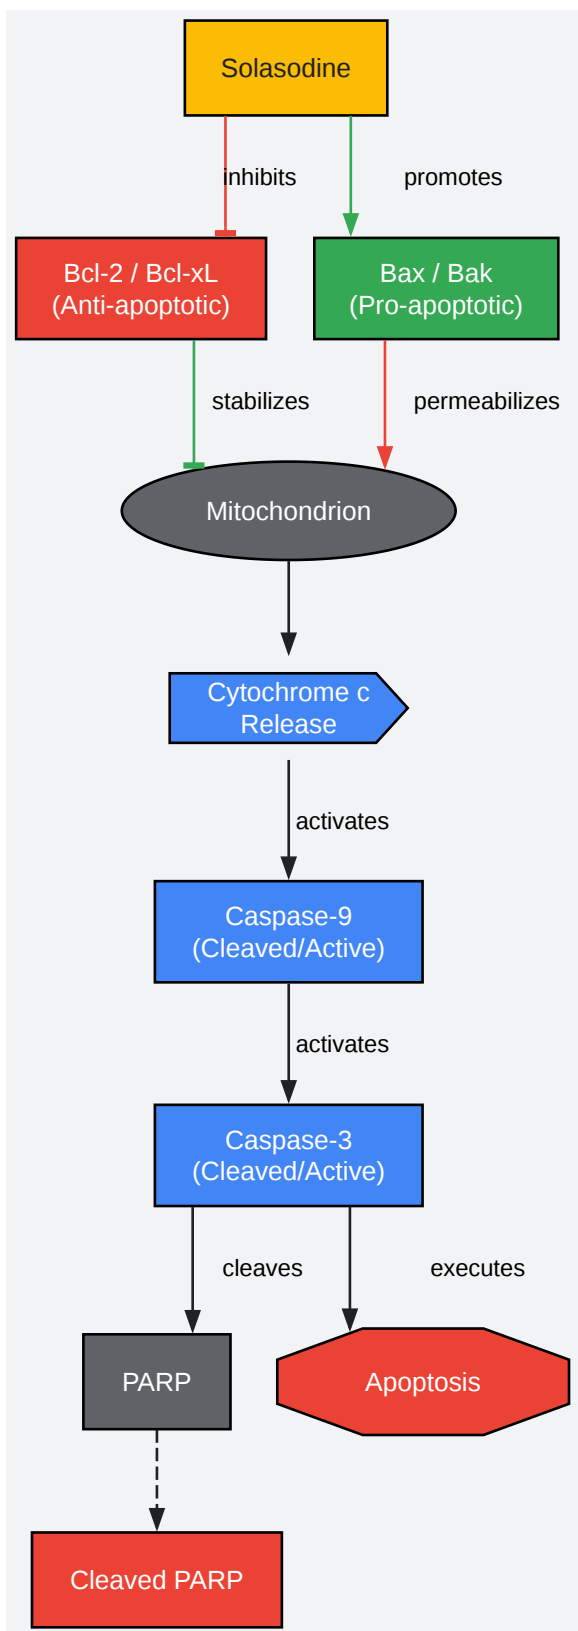 Solasodine
inhibits
promotes
Bcl-2 / Bcl-xL
(Anti-apoptotic)
Bax / Bak
(Pro-apoptotic)
stabilizes
permeabilizes
Mitochondrion
Cytochrome c
Release
activates
Caspase-9
(Cleaved/Active)
activates
Caspase-3
(Cleaved/Active)
cleaves
executes
PARP
Apoptosis
Cleaved PARP